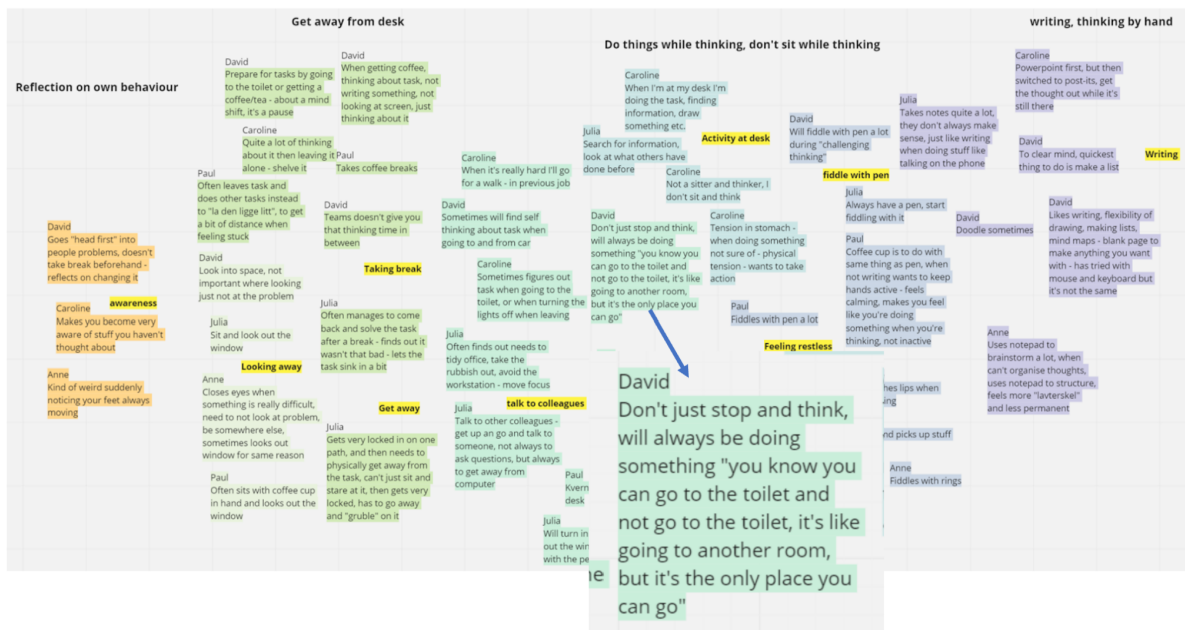 Get away from desk
writing, thinking by hand
Do things while thinking, don't sit while thinking
Reflection on own behaviour
David
Goes "head first" into
people problems, doesn't
take break beforehand -
reflects on changing it
awareness
Caroline
Makes you become very
aware of stuff you haven't
thought about
Anne
Kind of weird suddenly
noticing your feet always
moving
David
Prepare for tasks by going
to the toilet or getting a
coffee/tea - about a mind
shift, it's a pause
David
When getting coffee,
thinking about task, not
writing something, not
looking at screen, just
thinking about it
Caroline
Quite a lot of thinking
about it then leaving it
alone - shelve it
Paul
Takes coffee breaks
Paul
Often leaves task and
does other tasks instead
to "la den ligge litt", to get
a bit of distance when
feeling stuck
David
Teams doesn't give you
that thinking time in
between
David
Look into space, not
important where looking
just not at the problem
Taking break
Julia
Sit and look out the
window
Julia
Often manages to come
back and solve the task
after a break - finds out it
wasn't that bad - lets the
task sink in a bit
Looking away
Anne
Closes eyes when
something is really difficult,
need to not look at problem,
be somewhere else,
sometimes looks out
window for same reason
Get away
Julia
Gets very locked in on one
path, and then needs to
physically get away from
the task, can't just sit and
stare at it, then gets very
locked, has to go away
and "gruble" on it
Paul
Often sits with coffee cup
in hand and looks out the
window
Caroline
When it's really hard I'll go
for a walk - in previous job
David
Sometimes will find self
thinking about task when
going to and from car
Caroline
Sometimes figures out
task when going to the
toilet, or when turning the
lights off when leaving
Julia
Often finds out needs to
tidy office, take the
rubbish out, avoid the
workstation - move focus
talk to colleagues
Julia
Talk to other colleagues -
get up an go and talk to
someone, not always to
ask questions, but always
to get away from
computer
Paul
Kvern
desk
Julia
Will turn in
out the win
with the pe
Caroline
When I'm at my desk I'm
doing the task, finding
information, draw
something etc.
Julia
Search for information,
look at what others have
done before
Activity at desk
Caroline
Not a sitter and thinker, I
don't sit and think
David
Don't just stop and think,
will always be doing
something "you know you
can go to the toilet and
not go to the toilet, it's like
going to another room,
but it's the only place you
can go"
Caroline
Tension in stomach -
when doing something
not sure of - physical
tension - wants to take
action
Paul
Fiddles with pen a lot
Feeling restless
David
Will fiddle with pen a lot
during "challenging
thinking"
fiddle with pen
Julia
Always have a pen, start
fiddling with it
Paul
Coffee cup is to do with
same thing as pen, when
not writing wants to keep
hands active - feels
calming, makes you feel
like you're doing
something when you're
thinking, not inactive
hes lips when
ing
nd picks up stuff
Anne
Fiddles with rings
Julia
Takes notes quite a lot,
they don't always make
sense, just like writing
when doing stuff like
talking on the phone
David
Doodle sometimes
Caroline
Powerpoint first, but then
switched to post-its, get
the thought out while it's
still there
David
To clear mind, quickest
thing to do is make a list
Writing
David
Likes writing, flexibility of
drawing, making lists,
mind maps - blank page to
make anything you want
with - has tried with
mouse and keyboard but
it's not the same
Anne
Uses notepad to
brainstorm a lot, when
can't organise thoughts,
uses notepad to structure,
feels more "lavterskel"
and less permanent
ne
David
Don't just stop and think,
will always be doing
something "you know you
can go to the toilet and
not go to the toilet, it's like
going to another room,
but it's the only place you
can go"